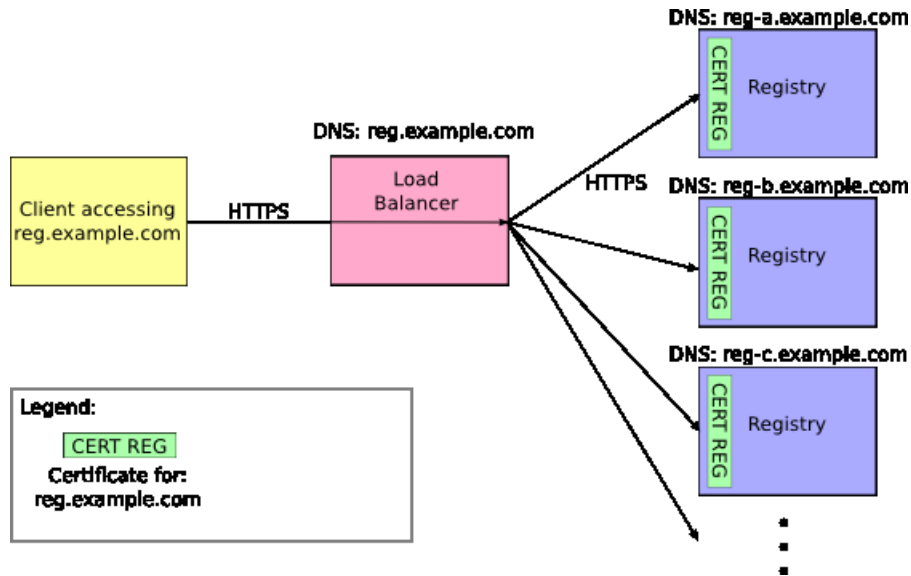 DNS: reg-a.example.com
CERT REG
Registry
DNS: reg.example.com
Load
Balancer
Client accessing
reg.example.com
HTTPS
HTTPS
DNS: reg-b.example.com
CERT REG
Registry
DNS: reg-c.example.com
CERT REG
Registry
Legend:
CERT REG
Certificate for:
reg.example.com